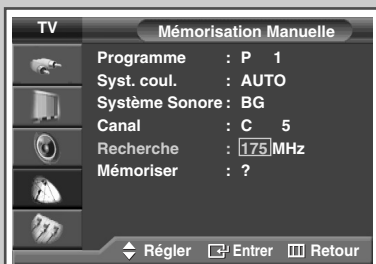 TV Mémorisation Manuelle
Programme : P 1
Syst. coul. : AUTO
Système Sonore : BG
Canal : C 5
Recherche : 175 MHz
Mémoriser : ?
Régler Entrer Retour